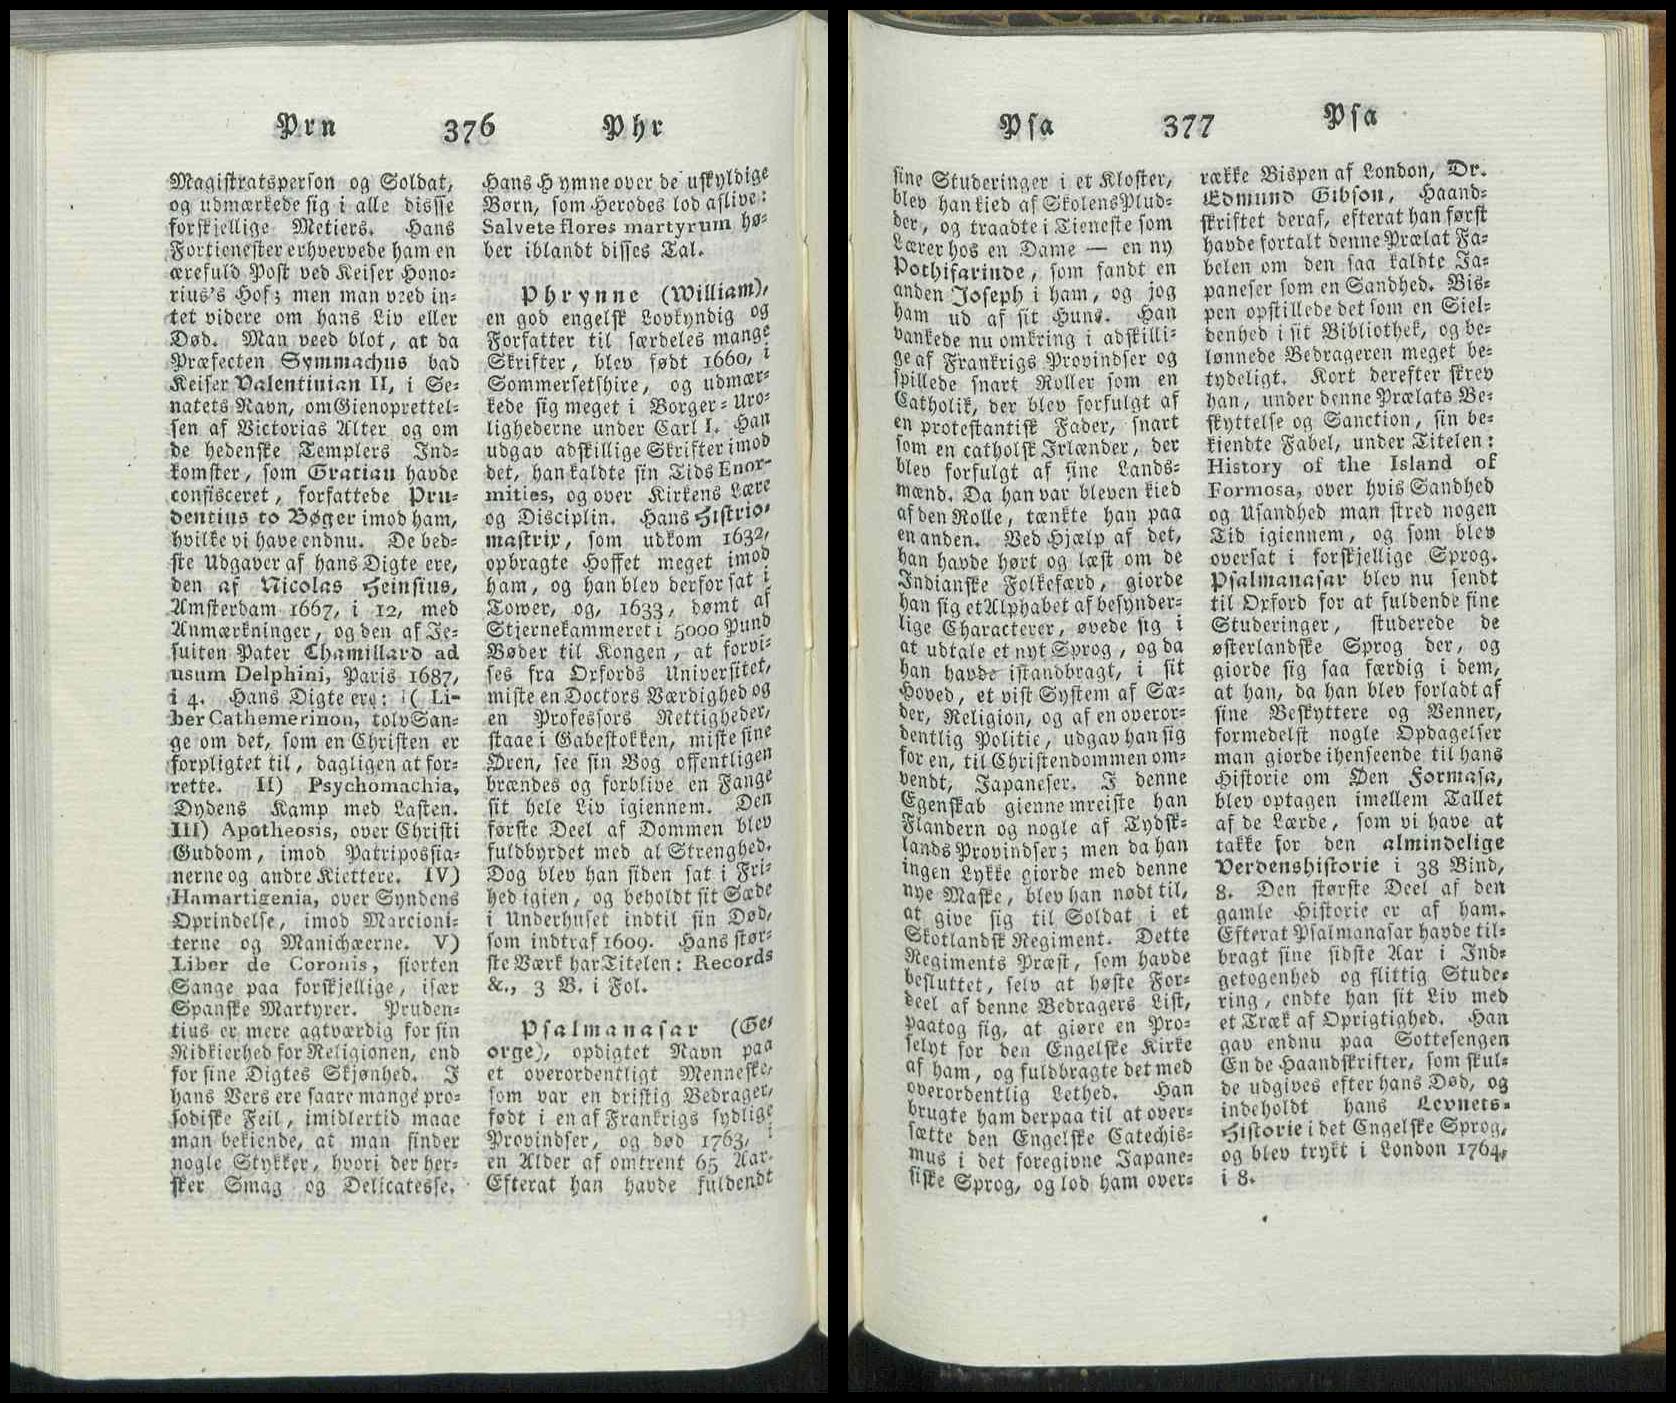 Prn 376 Phr
Magistratsperson og Soldat,
og udmærkede sig i alle disse
forskjellige Metiers. Hans
Fortienester erhvervede ham en
ærefuld Post ved Keiser Hono-
rius's Hof; men man veed in-
tet videre om hans Liv eller
Død. Man veed blot, at da
Præfecten Symmachus bad
Keiser Valentinian II, i Se-
natets Navn, om Gienoprettel-
sen af Victorias Alter og om
de hedenske Templers Ind-
komster, som Gratian havde
confisceret, forfattede Pru-
dentius to Bøger imod ham,
hvilke vi have endnu. De bed-
ste Udgaver af hans Digte ere,
den af Nicolas Heinsius,
Amsterdam 1667, i 12, med
Anmærkninger, og den af Je-
suiten Pater Chamillard ad
usum Delphini, Paris 1687,
i 4. Hans Digte ere: I( Li-
ber Cathemerinon, tolv San-
ge om det, som en Christen er
forpligtet til, dagligen at for-
rette. II) Psychomachia,
Dydens Kamp med Lasten.
III) Apotheosis, over Christi
Guddom, imod Patripossia-
nerne og andre Kiettere. IV)
Hamartigenia, over Syndens
Oprindelse, imod Marcioni-
terne og Manichæerne. V)
Liber de Coronis, fiorten
Sange paa forskjellige, især
Spanske Martyrer. Pruden-
tius er mere agtværdig for sin
Nidkierhed for Religionen, end
for sine Digtes Skjønhed. I
hans Vers ere saare mange pro-
sodiske Feil, imidlertid maae
man bekiende, at man finder
nogle Stykker, hvori der her-
sker Smag og Delicatesse.
Hans Hymne over de uskyldige
Børn, som Herodes lod aflive:
Salvete flores martyrum hø-
ber iblandt disses Tal.
Phrynne (William),
en god engelsk Lovkyndig og
Forfatter til særdeles mange
Skrifter, blev født 1660, i
Sommersetshire, og udmær-
kede sig meget i Borger-Uro-
lighederne under Carl I. Han
udgav adskillige Skrifter imod
det, han kaldte sin Tids Enor-
mities, og over Kirkens Lære
og Disciplin. Hans Histrio-
mastrix, som udkom 1632,
opbragte Hoffet meget imod
ham, og han blev derfor sat i
Tower, og, 1633, dømt af
Stjernekammeret i 5000 Pund
Bøder til Kongen, at forvi-
ses fra Oxfords Universitet,
miste en Doctors Værdighed og
en Professors Rettigheder,
staae i Gabestokken, miste sine
Øren, see sin Bog offentligen
brændes og forblive en Fange
sit hele Liv igiennem. Den
første Deel af Dommen blev
fuldbyrdet med al Strenghed.
Dog blev han siden sat i Fri-
hed igien, og beholdt sit Sæde
i Underhuset indtil sin Død,
som indtraf 1609. Hans stør-
ste Værk har Titelen: Records
&., 3 B. i Fol.
Psalmanasar (Ge-
orge), opdigtet Navn paa
et overordentligt Menneske,
som var en dristig Bedrager,
født i en af Frankrigs sydlige
Provindser, og død 1763, i
en Alder af omtrent 65 Aar.
Efterat han havde fuldendt
Psa 377 Psa
sine Studeringer i et Kloster,
blev han kied af Skolens Plud-
der, og traadte i Tieneste som
Lærer hos en Dame — en ny
Pothifarinde, som fandt en
anden Joseph i ham, og jog
ham ud af sit Huus. Han
vankede nu omkring i adskilli-
ge af Frankrigs Provindser og
spillede snart Roller som en
Catholik, der blev forfulgt af
en protestantisk Fader, snart
som en catholsk Irlænder, der
blev forfulgt af sine Lands-
mænd. Da han var bleven kied
af den Rolle, tænkte han paa
en anden. Ved Hjælp af det,
han havde hørt og læst om de
Indianske Folkefærd, giorde
han sig et Alphabet af besynder-
lige Characterer, øvede sig i
at udtale et nyt Sprog, og da
han havde istandbragt, i sit
Hoved, et vist System af Sæ-
der, Religion, og af en overor-
dentlig Politie, udgav han sig
for en, til Christendommen om-
vendt, Japaneser. I denne
Egenskab giennemreiste han
Flandern og nogle af Tydsk-
lands Provindser; men da han
ingen Lykke giorde med denne
nye Maske, blev han nødt til,
at give sig til Soldat i et
Skotlandsk Regiment. Dette
Regiments Præst, som havde
besluttet, selv at høste For-
deel af denne Bedragers List,
paatog sig, at giøre en Pro-
selyt for den Engelske Kirke
af ham, og fuldbragte det med
overordentlig Lethed. Han
brugte ham derpaa til at over-
sætte den Engelske Catechis-
mus i det foregivne Japane-
siske Sprog, og lod ham over-
række Bispen af London, Dr.
Edmund Gibson, Haand-
skriftet deraf, efterat han først
havde fortalt denne Prælat Fa-
belen om den saa kaldte Ja-
paneser som en Sandhed. Bis-
pen opstillede det som en Siel-
denhed i sit Bibliothek, og be-
lønnede Bedrageren meget be-
tydeligt. Kort derefter skrev
han, under denne Prælats Be-
skyttelse og Sanction, sin be-
kiendte Fabel, under Titelen:
History of the Island of
Formosa, over hvis Sandhed
og Usandhed man stred nogen
Tid igiennem, og som blev
oversat i forskjellige Sprog.
Psalmanasar blev nu sendt
til Oxford for at fuldende sine
Studeringer, studerede de
østerlandske Sprog der, og
giorde sig saa færdig i dem,
at han, da han blev forladt af
sine Beskyttere og Venner,
formedelst nogle Opdagelser
man giorde ihenseende til hans
Historie om Øen Formasa,
blev optagen imellem Tallet
af de Lærde, som vi have at
takke for den almindelige
Verdenshistorie i 38 Bind,
8. Den største Deel af den
gamle Historie er af ham.
Efterat Psalmanasar havde til-
bragt sine sidste Aar i Ind-
getogenhed og flittig Stude-
ring, endte han sit Liv med
et Træk af Oprigtighed. Han
gav endnu paa Sottesengen
En de Haandskrifter, som skul-
de udgives efter hans Død, og
indeholdt hans Levnets-
Historie i det Engelske Sprog,
og blev trykt i London 1764,
i 8.